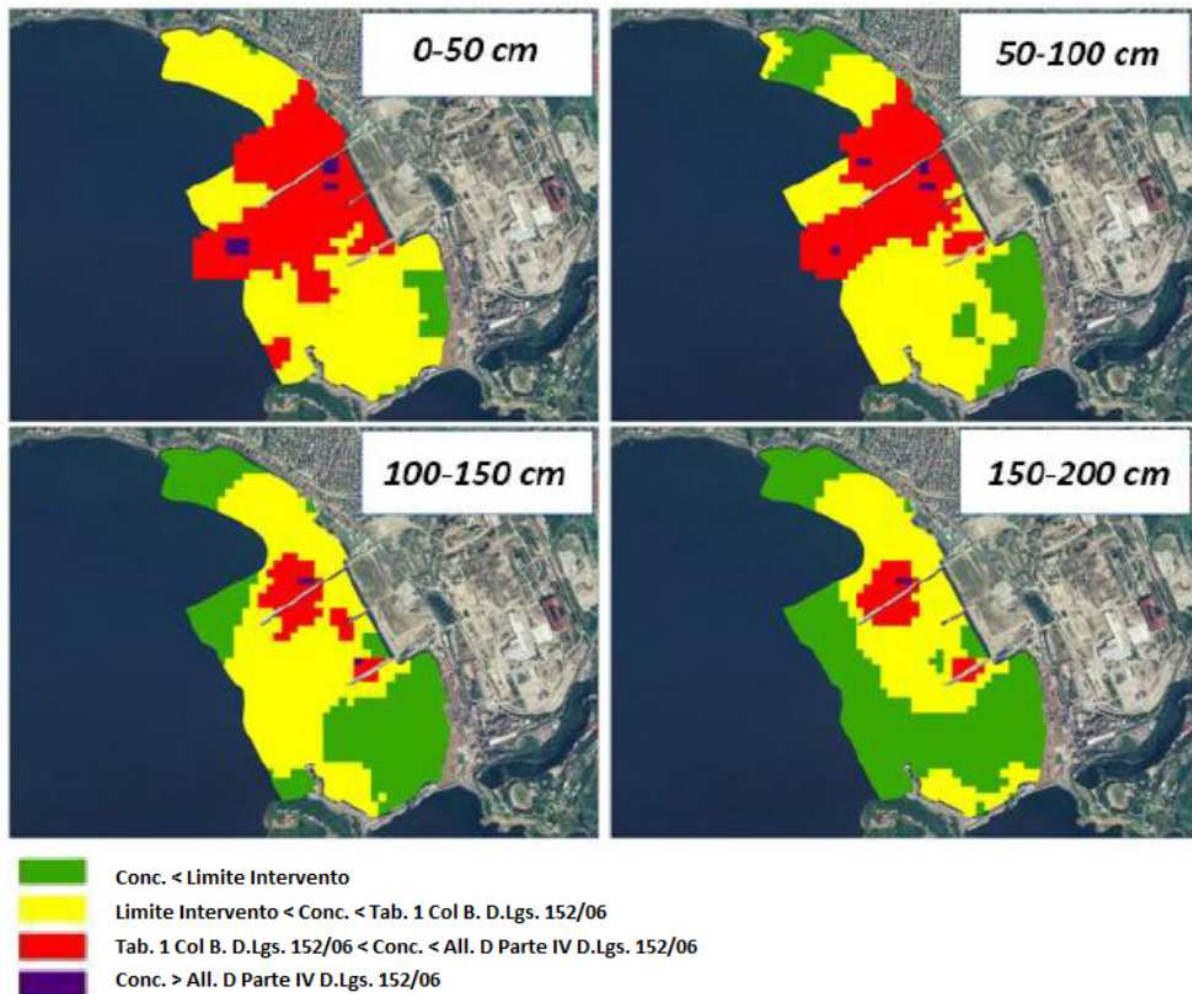 0-50 cm
50-100 cm
100-150 cm
150-200 cm
Conc. < Limite Intervento
Limite Intervento < Conc. < Tab. 1 Col B. D.Lgs. 152/06
Tab. 1 Col B. D.Lgs. 152/06 < Conc. < All. D Parte IV D.Lgs. 152/06
Conc. > All. D Parte IV D.Lgs. 152/06